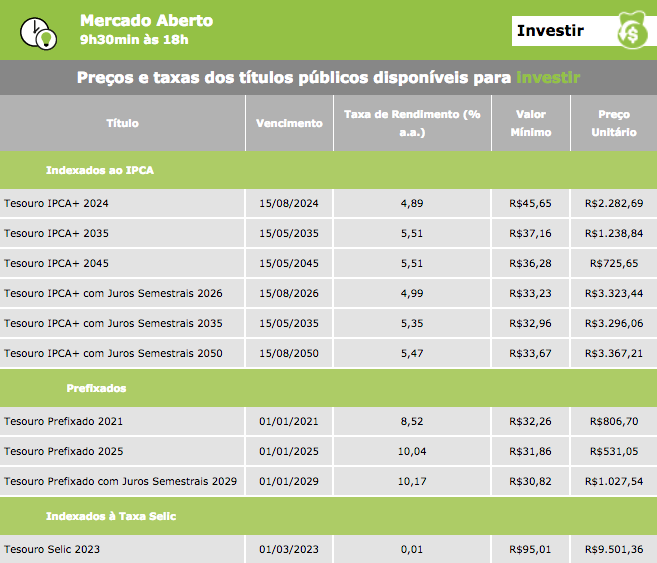 Mercado Aberto
9h30min às 18h
Investir
Preços e taxas dos títulos públicos disponíveis para Investir
Título Vencimento Taxa de Rendimento (% a.a.) Valor Mínimo Preço Unitário
Indexados ao IPCA
Tesouro IPCA+ 2024 15/08/2024 4,89 R$45,65 R$2.282,69
Tesouro IPCA+ 2035 15/05/2035 5,51 R$37,16 R$1.238,84
Tesouro IPCA+ 2045 15/05/2045 5,51 R$36,28 R$725,65
Tesouro IPCA+ com Juros Semestrais 2026 15/08/2026 4,99 R$33,23 R$3.323,44
Tesouro IPCA+ com Juros Semestrais 2035 15/05/2035 5,35 R$32,96 R$3.296,06
Tesouro IPCA+ com Juros Semestrais 2050 15/08/2050 5,47 R$33,67 R$3.367,21
Prefixados
Tesouro Prefixado 2021 01/01/2021 8,52 R$32,26 R$806,70
Tesouro Prefixado 2025 01/01/2025 10,04 R$31,86 R$531,05
Tesouro Prefixado com Juros Semestrais 2029 01/01/2029 10,17 R$30,82 R$1.027,54
Indexados à Taxa Selic
Tesouro Selic 2023 01/03/2023 0,01 R$95,01 R$9.501,36